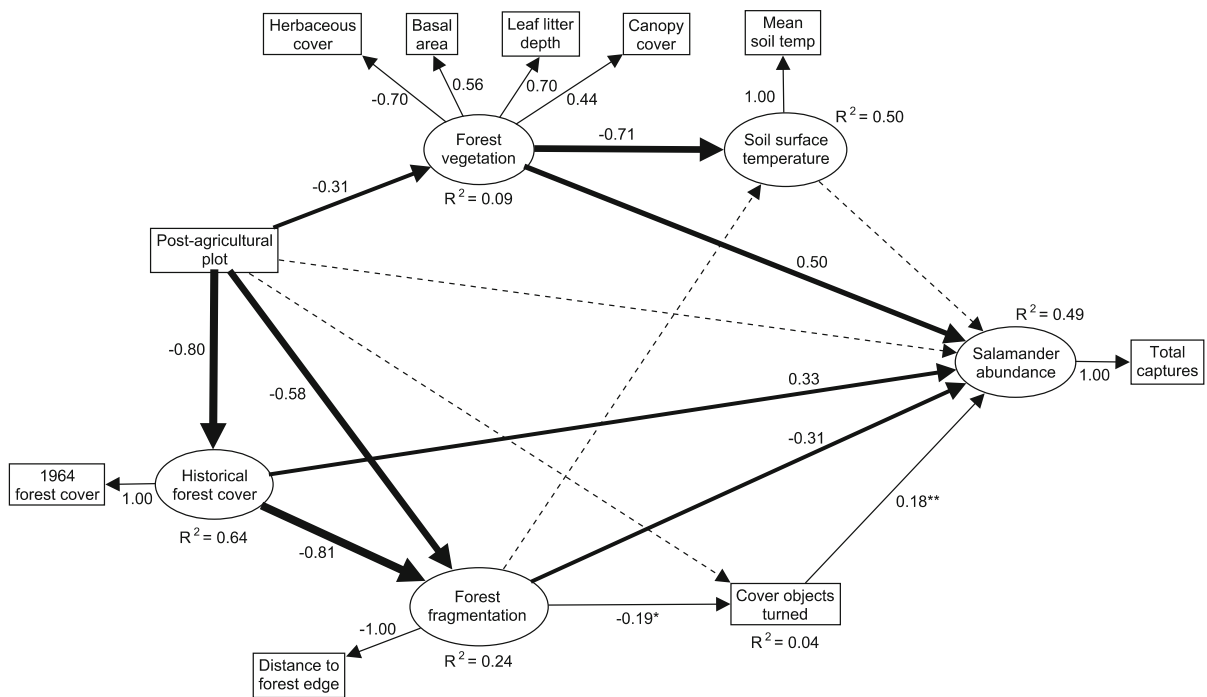 Herbaceous
cover
Basal
area
Leaf litter
depth
Canopy
cover
Mean
soil temp
-0.70
0.56
0.70
0.44
1.00
R² = 0.50
Forest
vegetation
-0.71
Soil surface
temperature
-0.31
R² = 0.09
Post-agricultural
plot
0.50
R² = 0.49
-0.80
Salamander
abundance
1.00
Total
captures
-0.58
0.33
-0.31
1964
forest cover
1.00
Historical
forest cover
R² = 0.64
0.18**
-0.81
Forest
fragmentation
-0.19*
Cover objects
turned
R² = 0.04
-1.00
R² = 0.24
Distance to
forest edge